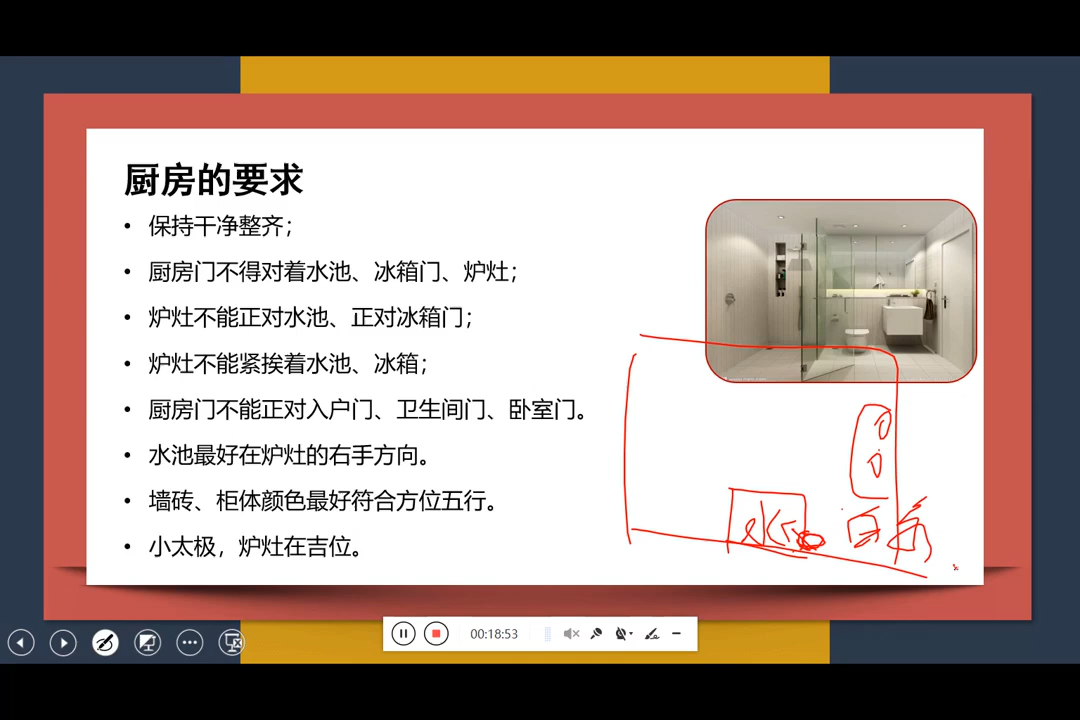 厨房的要求
• 保持干净整齐；
• 厨房门不得对着水池、冰箱门、炉灶；
• 炉灶不能正对水池、正对冰箱门；
• 炉灶不能紧挨着水池、冰箱；
• 厨房门不能正对入户门、卫生间门、卧室门。
• 水池最好在炉灶的右手方向。
• 墙砖、柜体颜色最好符合方位五行。
• 小太极，炉灶在吉位。
水
00:18:53